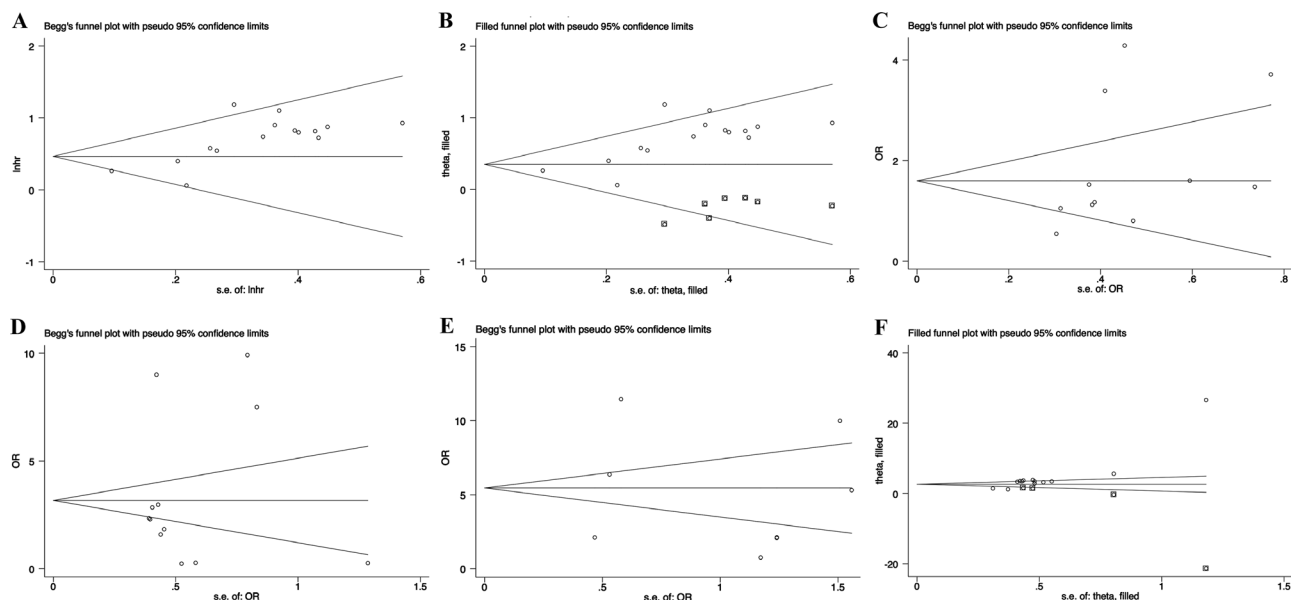 A
Begg's funnel plot with pseudo 95% confidence limits
2
1
0
-1
lnhr
0 .2 .4 .6
s.e. of: lnhr
B
Filled funnel plot with pseudo 95% confidence limits
2
1
0
-1
theta, filled
0 .2 .4 .6
s.e. of: theta, filled
C
Begg's funnel plot with pseudo 95% confidence limits
4
2
0
OR
0 .2 .4 .6 .8
s.e. of: OR
D
Begg's funnel plot with pseudo 95% confidence limits
10
5
0
OR
0 .5 1 1.5
s.e. of: OR
E
Begg's funnel plot with pseudo 95% confidence limits
15
10
5
0
OR
0 .5 1 1.5
s.e. of: OR
F
Filled funnel plot with pseudo 95% confidence limits
40
20
0
-20
theta, filled
0 .5 1 1.5
s.e. of: theta, filled